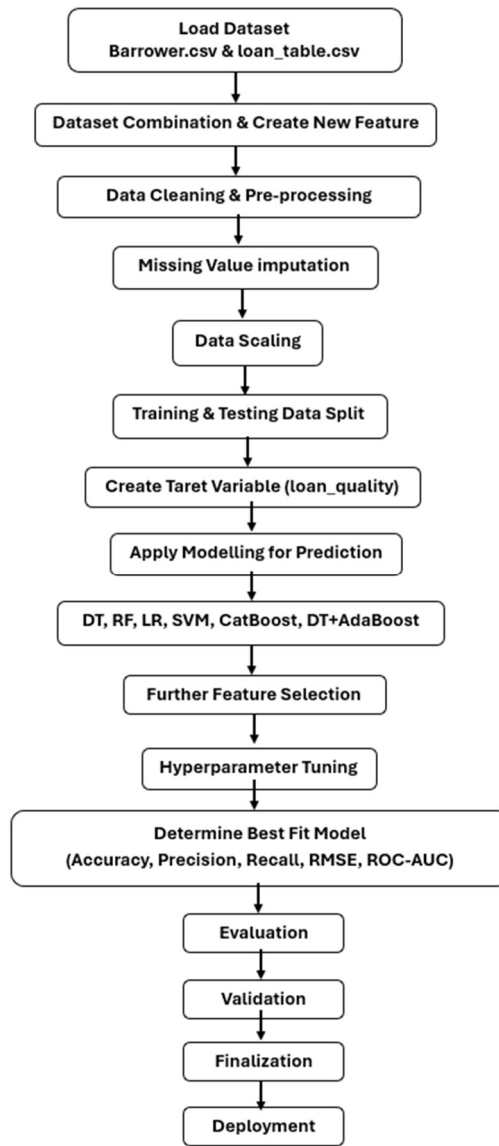 Load Dataset
Barrower.csv & loan_table.csv
Dataset Combination & Create New Feature
Data Cleaning & Pre-processing
Missing Value imputation
Data Scaling
Training & Testing Data Split
Create Taret Variable (loan_quality)
Apply Modelling for Prediction
DT, RF, LR, SVM, CatBoost, DT+AdaBoost
Further Feature Selection
Hyperparameter Tuning
Determine Best Fit Model
(Accuracy, Precision, Recall, RMSE, ROC-AUC)
Evaluation
Validation
Finalization
Deployment